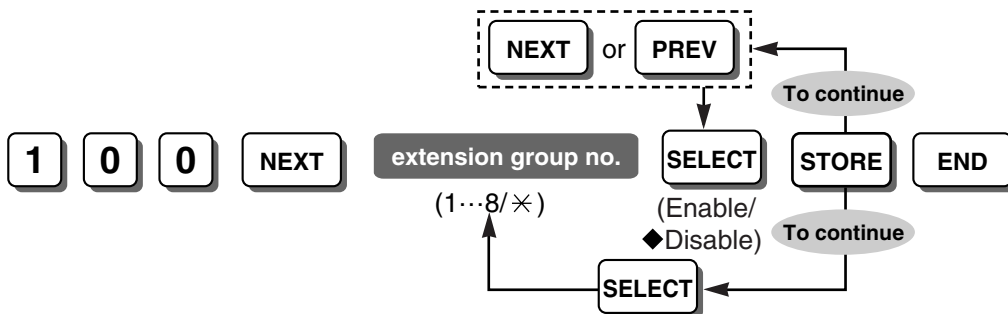 NEXT or PREV
To continue
1 0 0 NEXT extension group no. SELECT STORE END
(1···8/✳)
(Enable/
◆Disable)
To continue
SELECT